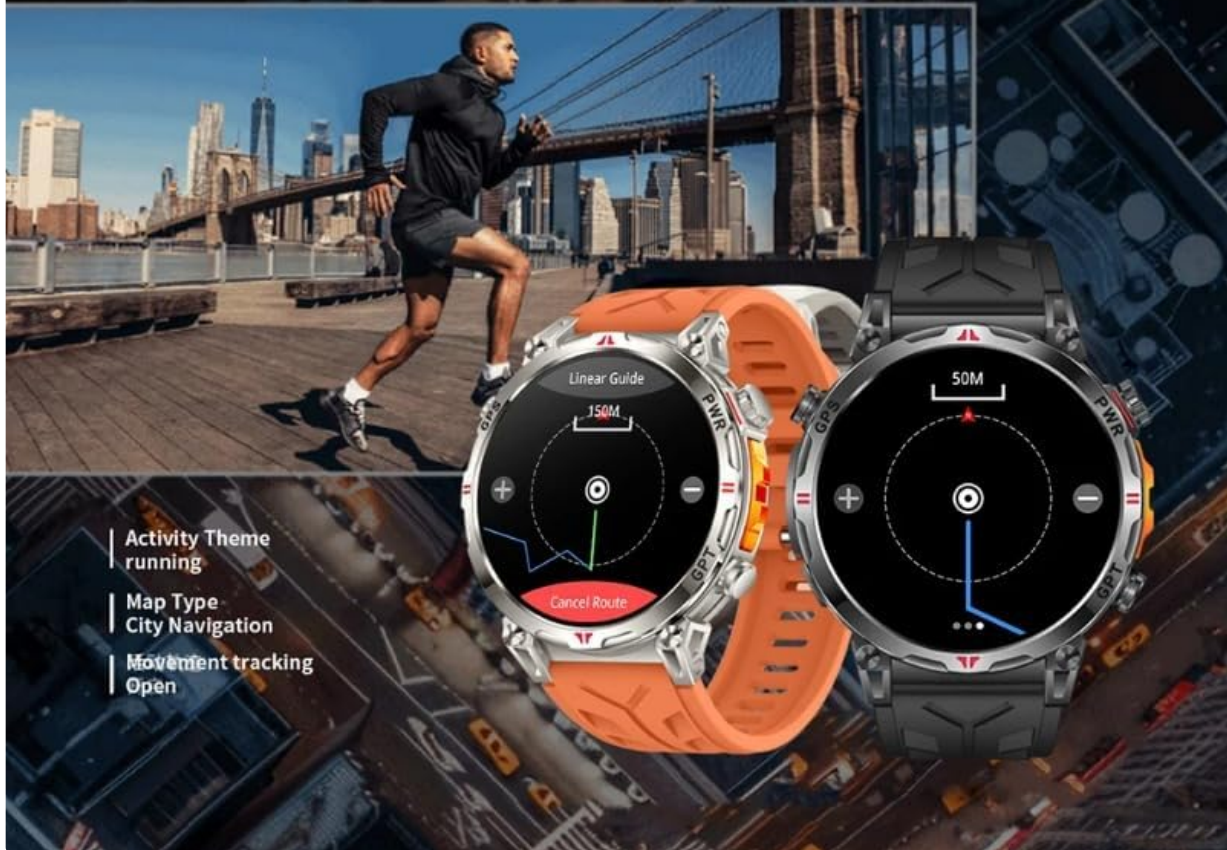 Activity Theme
running
Map Type
City Navigation
Movement tracking
Open
Linear Guide
150M
GPS
PWR
GPT
Cancel Route
50M
GPS
PWR
GPT